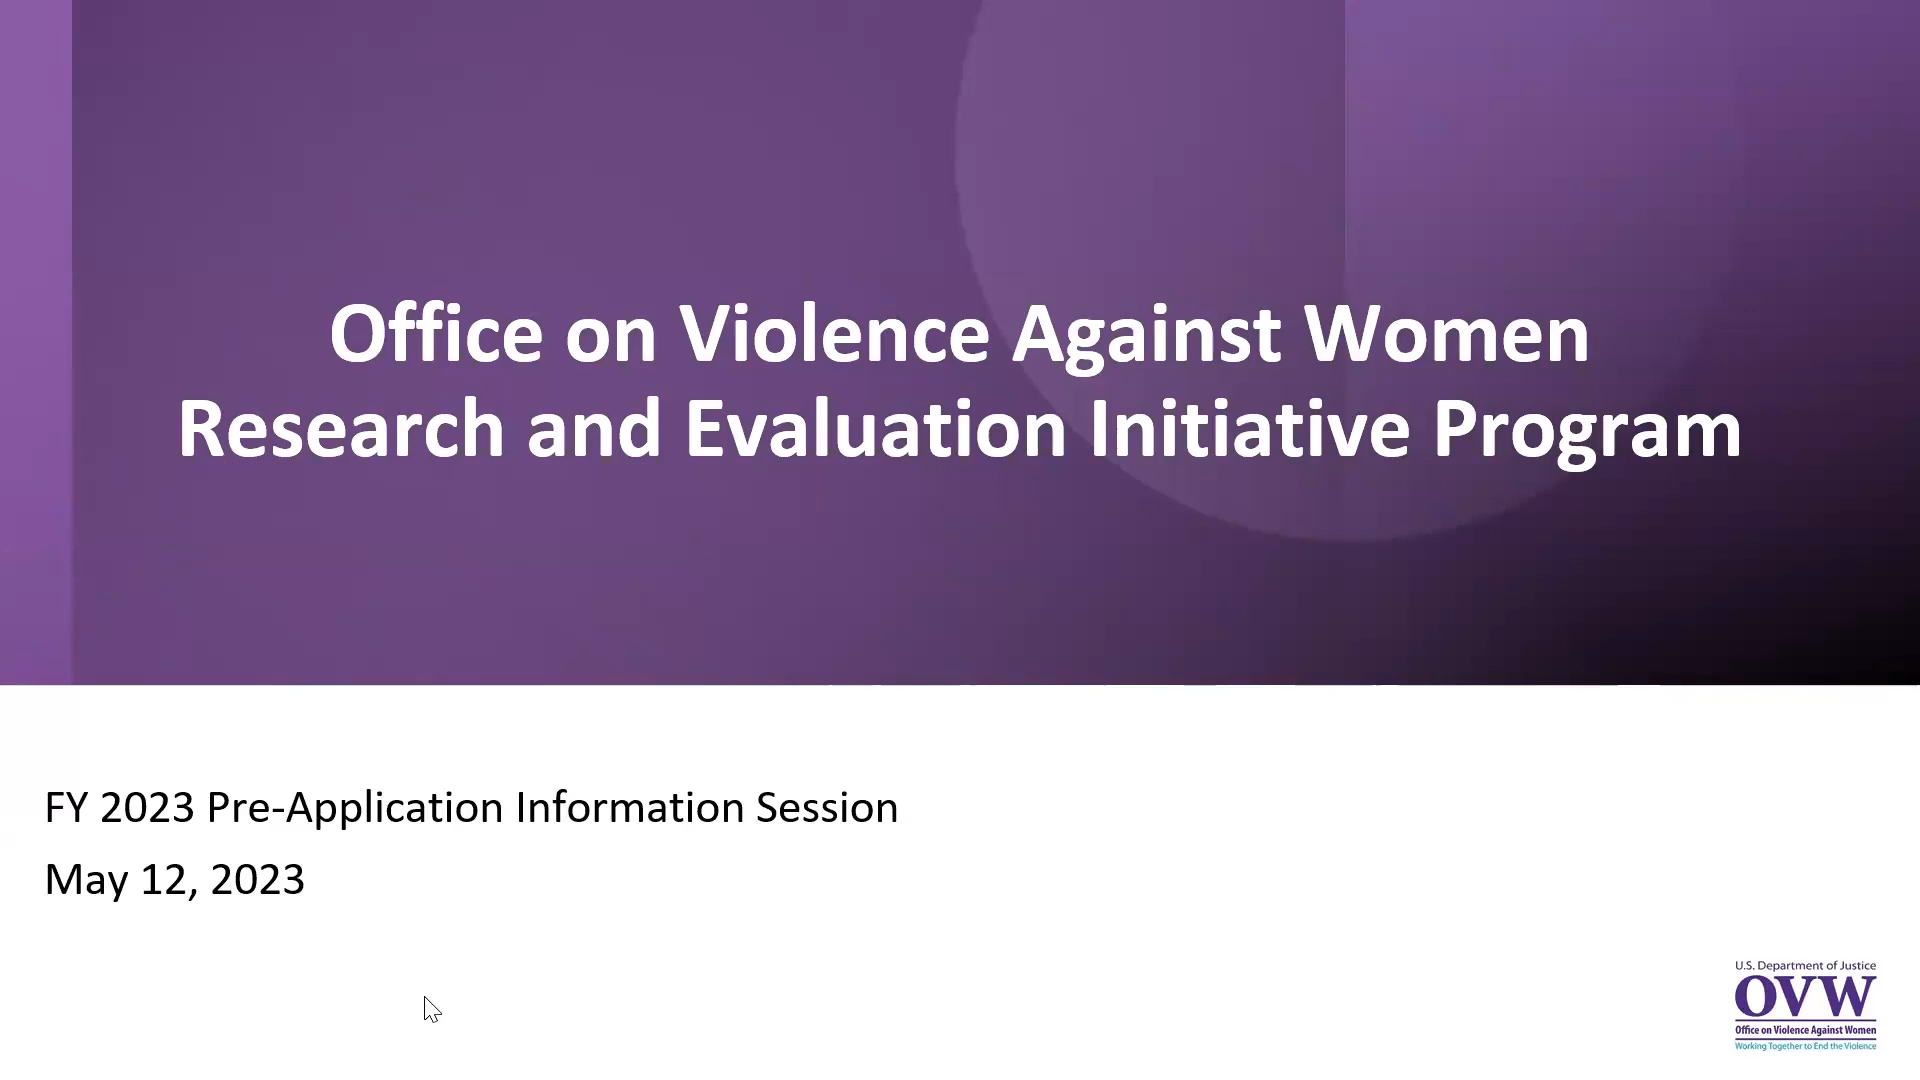 Office on Violence Against Women
Research and Evaluation Initiative Program
FY 2023 Pre-Application Information Session
May 12, 2023
U.S. Department of Justice
OVW
Office on Violence Against Women
Working Together to End the Violence